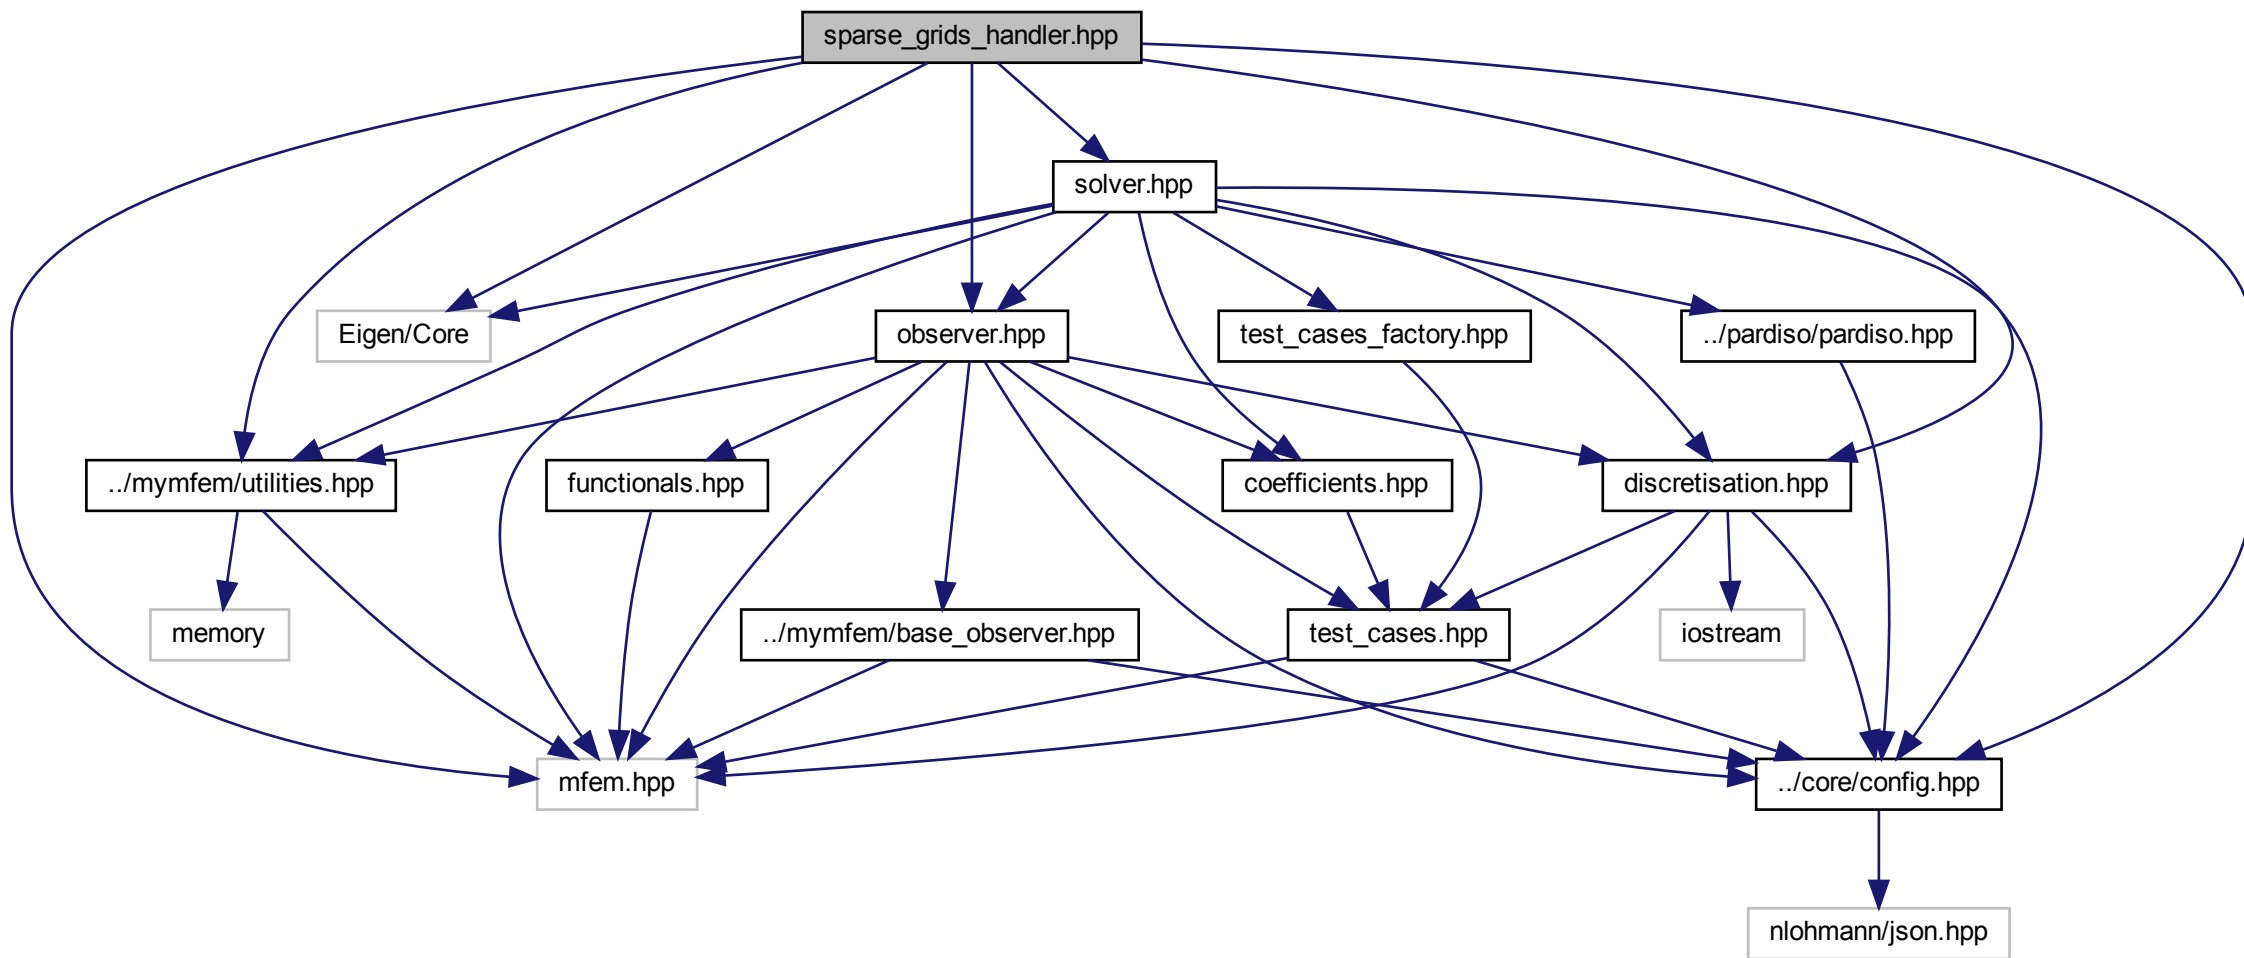 sparse_grids_handler.hpp
solver.hpp
Eigen/Core
observer.hpp
test_cases_factory.hpp
../pardiso/pardiso.hpp
../mymfem/utilities.hpp
functionals.hpp
coefficients.hpp
discretisation.hpp
memory
../mymfem/base_observer.hpp
test_cases.hpp
iostream
mfem.hpp
../core/config.hpp
nlohmann/json.hpp